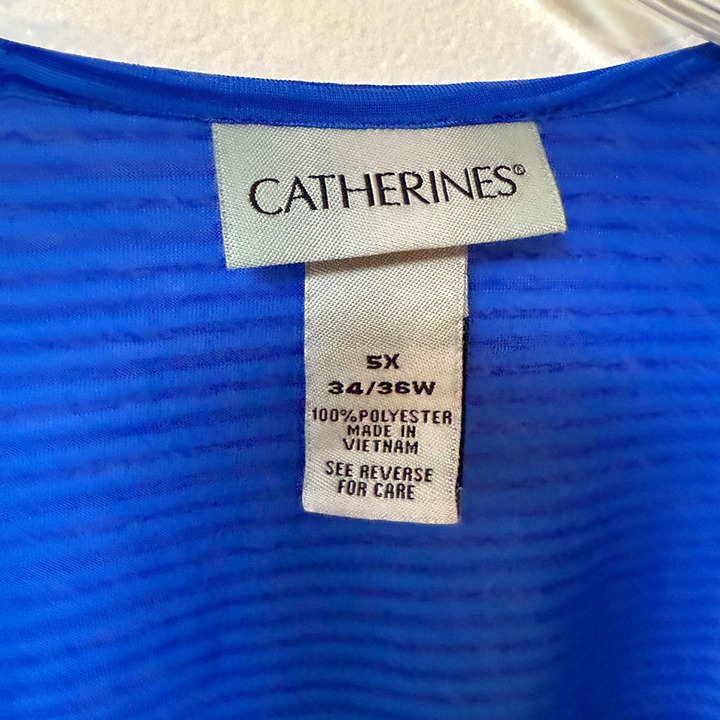 CATHERINES®
5X
34/36W
100%POLYESTER
MADE IN
VIETNAM
SEE REVERSE
FOR CARE